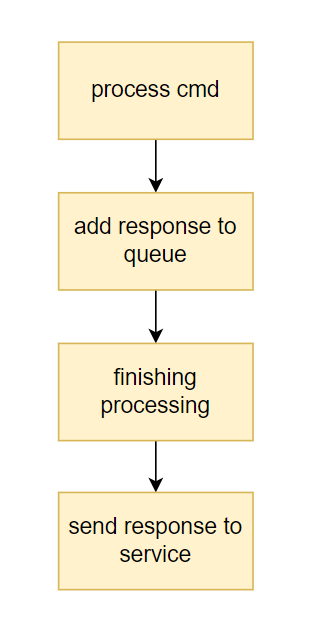 process cmd
add response to
queue
finishing
processing
send response to
service